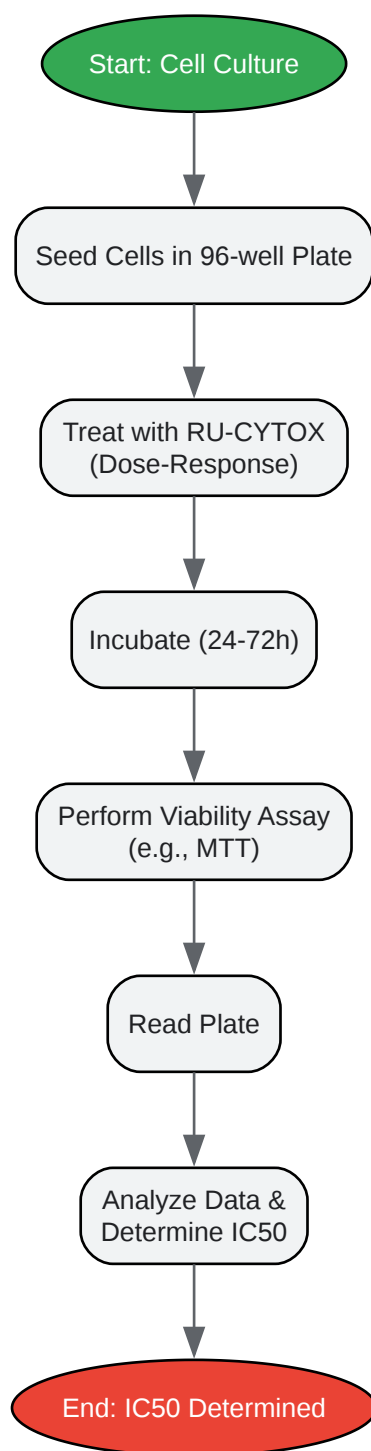 Start: Cell Culture
Seed Cells in 96-well Plate
Treat with RU-CYTOX
(Dose-Response)
Incubate (24-72h)
Perform Viability Assay
(e.g., MTT)
Read Plate
Analyze Data &
Determine IC50
End: IC50 Determined